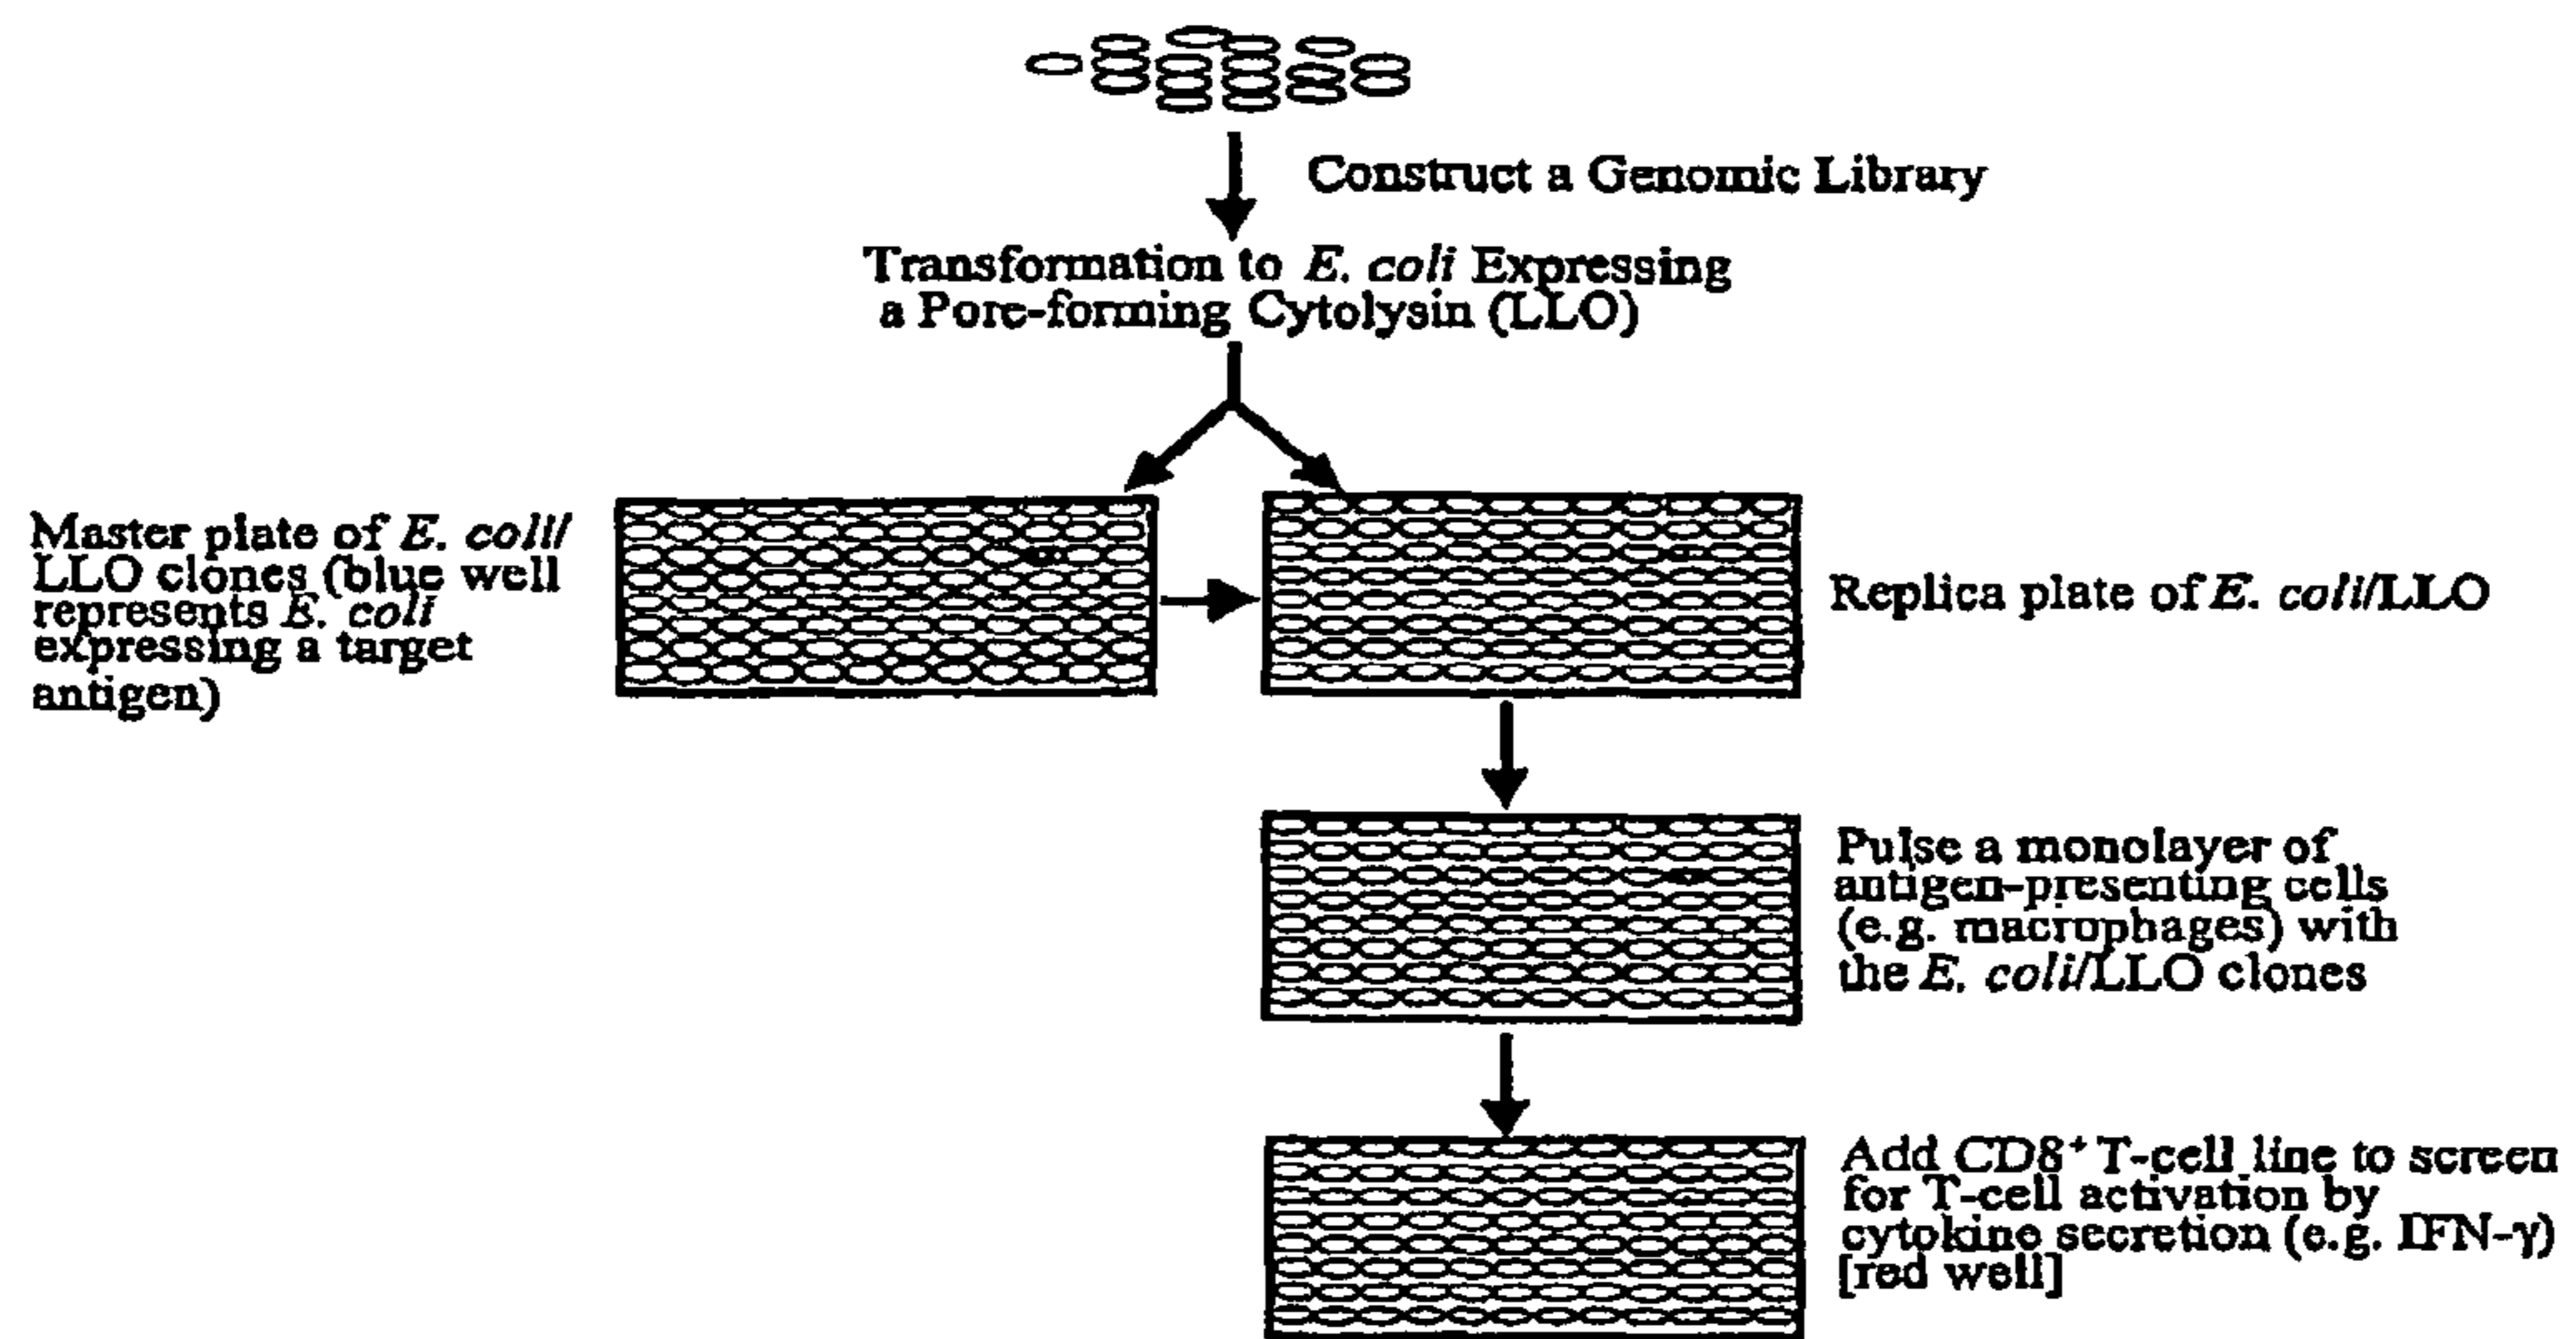 Construct a Genomic Library
Transformation to E. coli Expressing
a Pore-forming Cytolysin (LLO)
Master plate of E. coli/
LLO clones (blue well
represents E. coli
expressing a target
antigen)
Replica plate of E. coli/LLO
Pulse a monolayer of
antigen-presenting cells
(e.g. macrophages) with
the E. coli/LLO clones
Add CD8+ T-cell line to screen
for T-cell activation by
cytokine secretion (e.g. IFN-γ)
[red well]